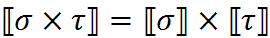 ⟦𝜎 × 𝜏⟧ = ⟦𝜎⟧ × ⟦𝜏⟧